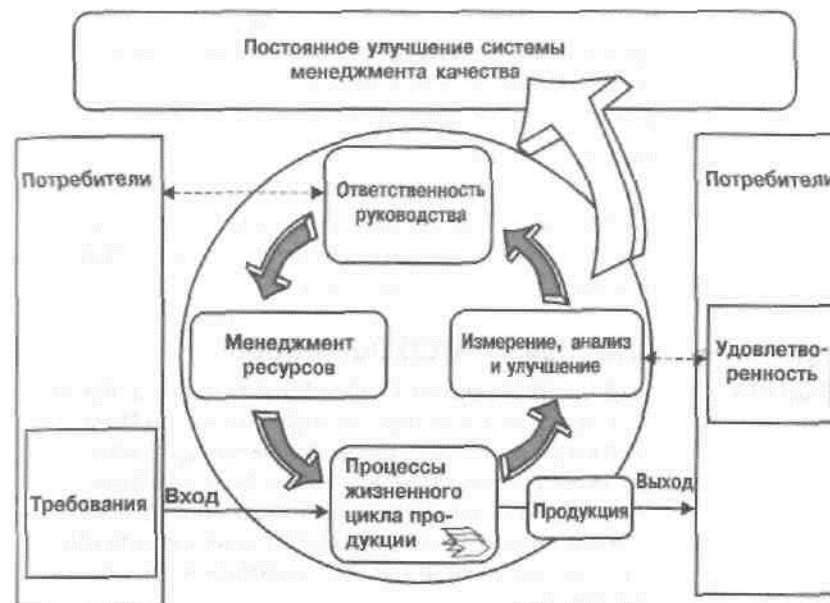 Постоянное улучшение системы
менеджмента качества
Потребители
Ответственность
руководства
Потребители
Менеджмент
ресурсов
Измерение, анализ
и улучшение
Удовлетво-
ренность
Требования
Вход
Процессы
жизненного
цикла про-
дукции
Продукция
Выход